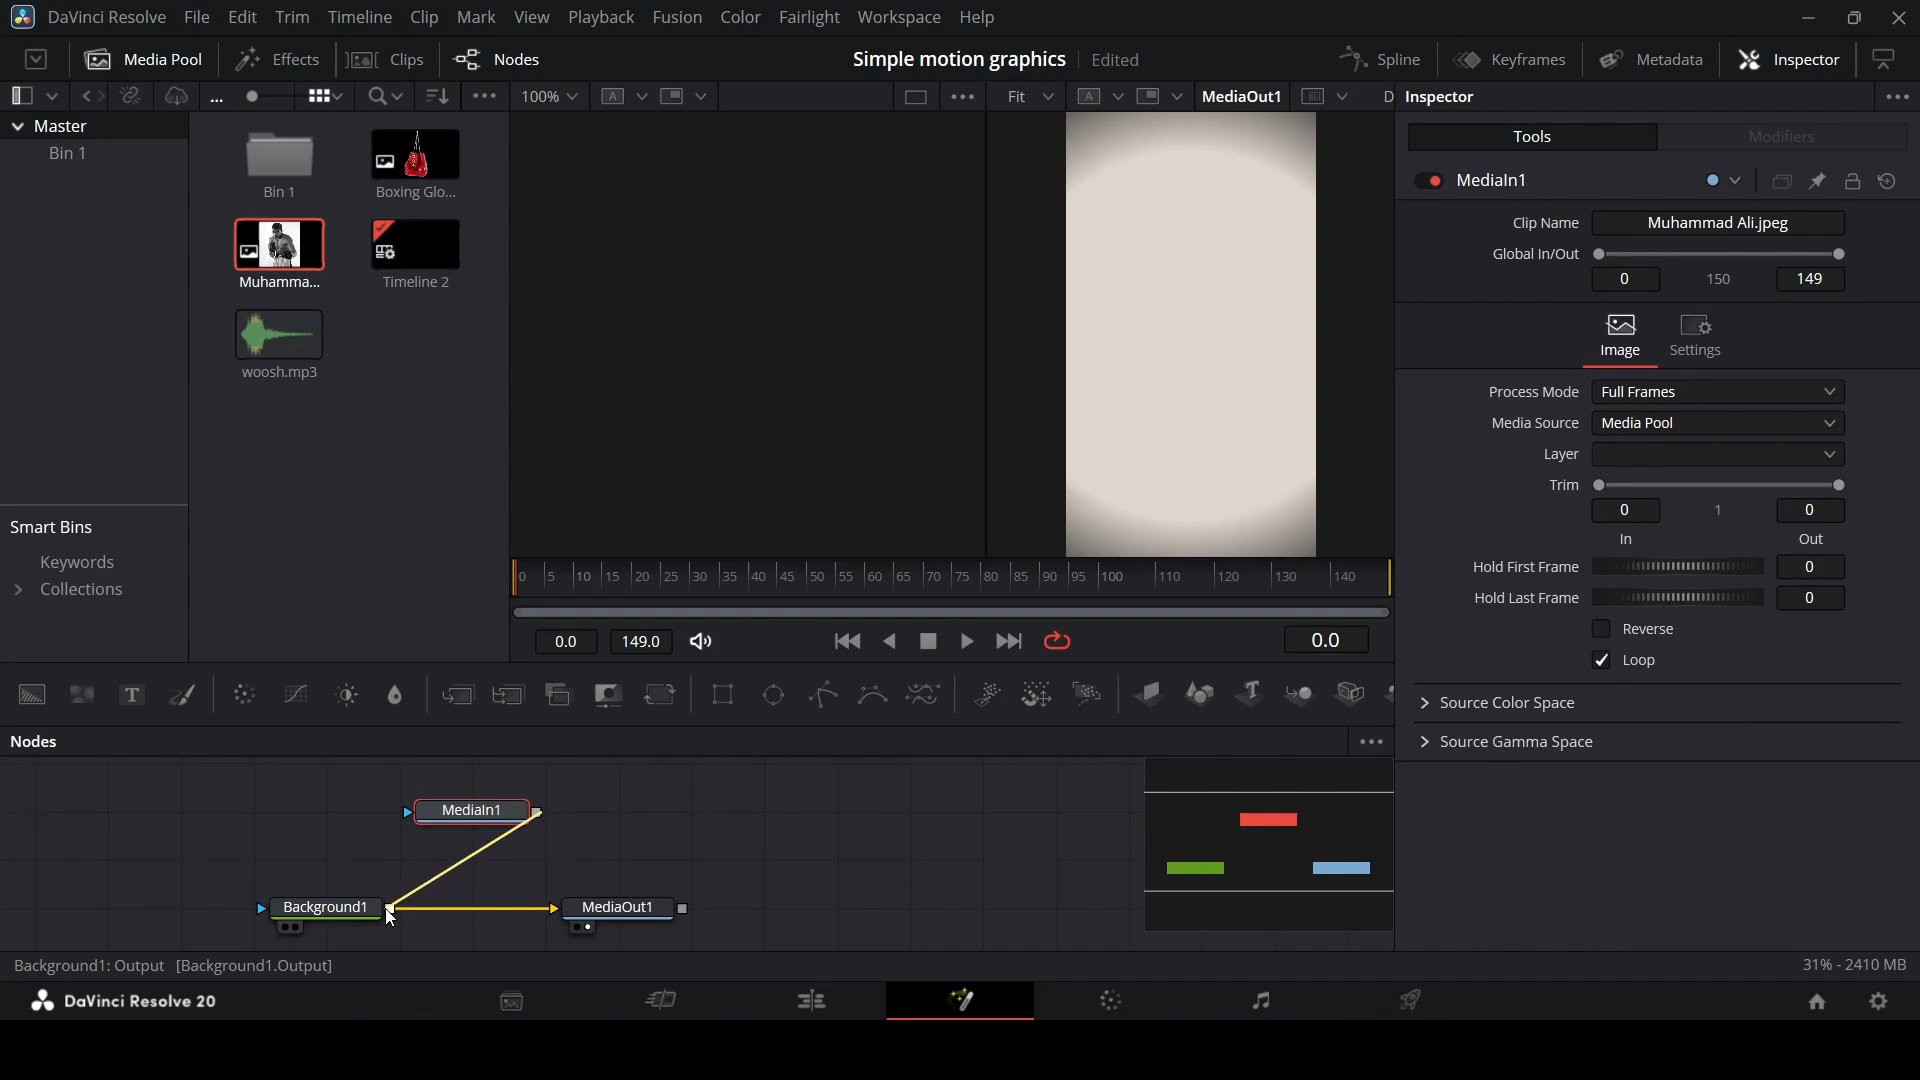 DaVinci Resolve File Edit Trim Timeline Clip Mark View Playback Fusion Color Fairlight Workspace Help
Media Pool Effects Clips Nodes Simple motion graphics Edited Spline Keyframes Metadata Inspector
... 100% A Fit A MediaOut1 D Inspector
Master
Bin 1
Bin 1
Boxing Glo...
Muhamma...
Timeline 2
woosh.mp3
Smart Bins
Keywords
Collections
0 5 10 15 20 25 30 35 40 45 50 55 60 65 70 75 80 85 90 95 100 110 120 130 140
0.0 149.0 0.0
Tools Modifiers
MediaIn1
Clip Name Muhammad Ali.jpeg
Global In/Out
0 150 149
Image Settings
Process Mode Full Frames
Media Source Media Pool
Layer
Trim
0 1 0
In Out
Hold First Frame 0
Hold Last Frame 0
Reverse
Loop
Source Color Space
Source Gamma Space
T T
Nodes
MediaIn1
Background1 MediaOut1
Background1: Output [Background1.Output] 31% - 2410 MB
DaVinci Resolve 20